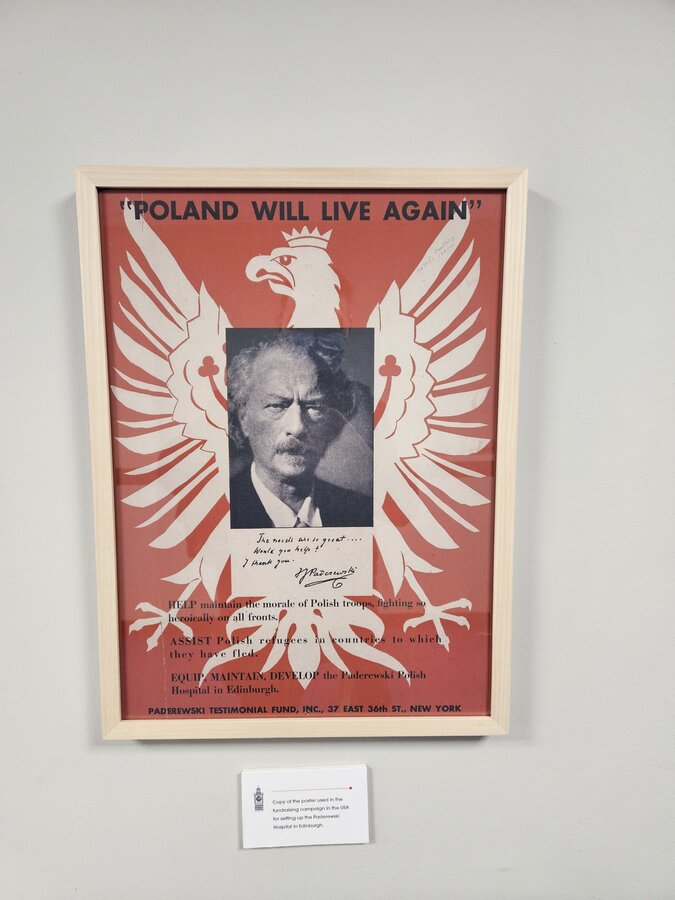 "POLAND WILL LIVE AGAIN"
The needs are so great....
Would you help?
I thank you.
IJPaderewski
HELP maintain the morale of Polish troops, fighting so
heroically on all fronts.
ASSIST Polish refugees in countries to which
they have fled.
EQUIP, MAINTAIN, DEVELOP the Paderewski Polish
Hospital in Edinburgh.
PADEREWSKI TESTIMONIAL FUND, INC., 37 EAST 36th ST., NEW YORK
Copy of the poster used in the
fundraising campaign in the USA
for setting up the Paderewski
Hospital in Edinburgh.